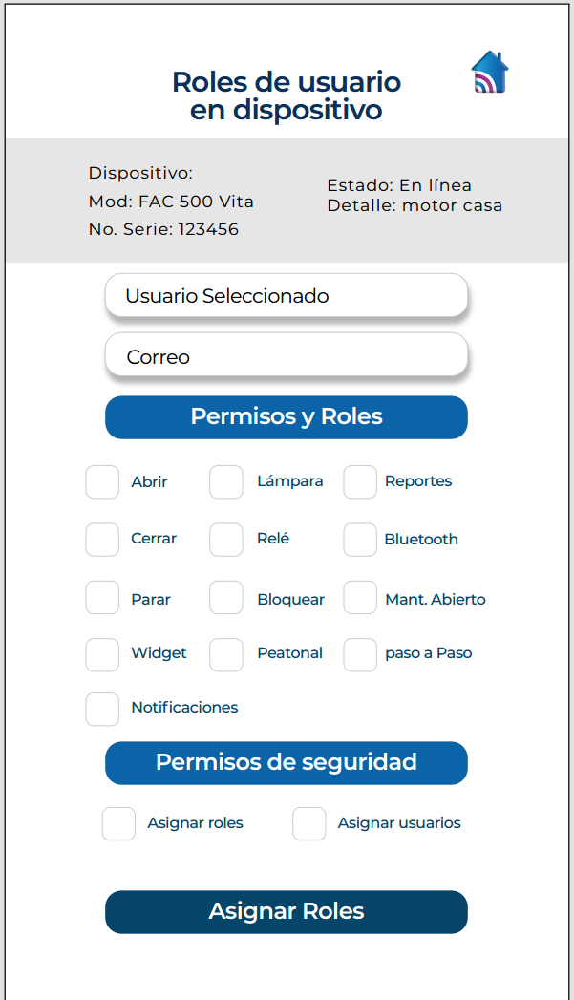 Roles de usuario
en dispositivo
Dispositivo:
Mod: FAC 500 Vita
No. Serie: 123456
Estado: En línea
Detalle: motor casa
Usuario Seleccionado
Correo
Permisos y Roles
Abrir
Lámpara
Reportes
Cerrar
Relé
Bluetooth
Parar
Bloquear
Mant. Abierto
Widget
Peatonal
paso a Paso
Notificaciones
Permisos de seguridad
Asignar roles
Asignar usuarios
Asignar Roles